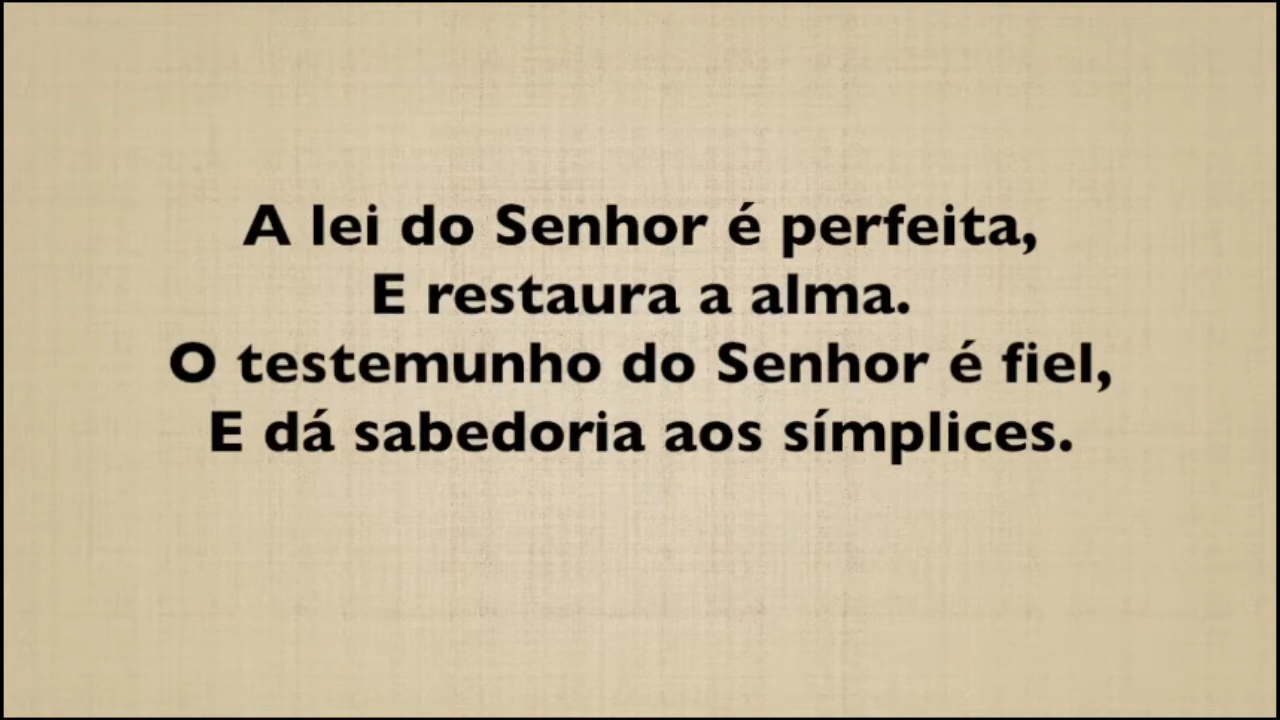 A lei do Senhor é perfeita,
E restaura a alma.
O testemunho do Senhor é fiel,
E dá sabedoria aos símplices.